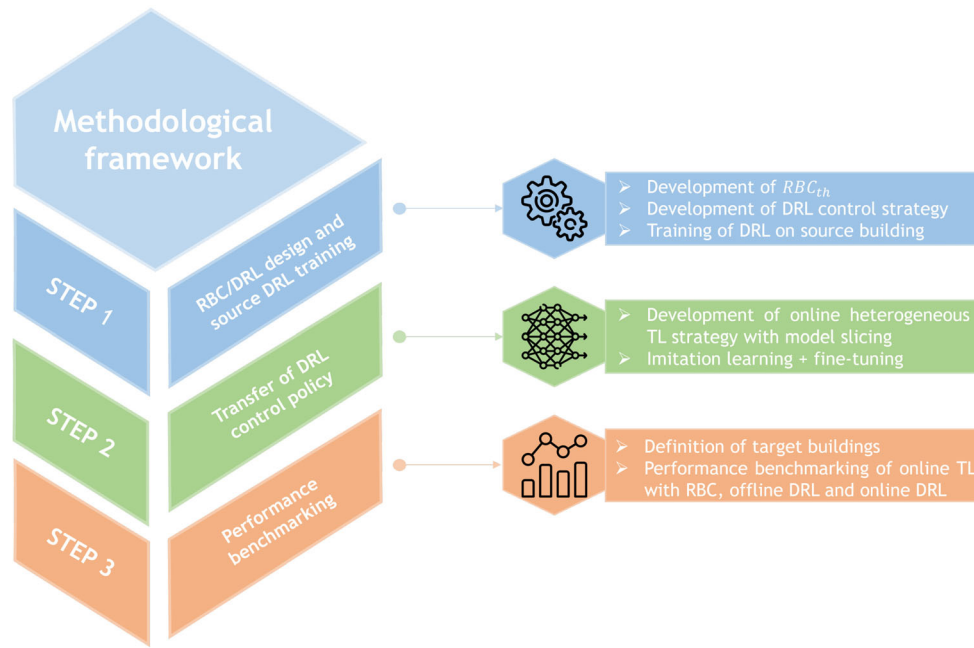 Methodological
framework
STEP 1
RBC/DRL design and
source DRL training
➢ Development of RBC_th
➢ Development of DRL control strategy
➢ Training of DRL on source building
STEP 2
Transfer of DRL
control policy
➢ Development of online heterogeneous
TL strategy with model slicing
➢ Imitation learning + fine-tuning
STEP 3
Performance
benchmarking
➢ Definition of target buildings
➢ Performance benchmarking of online TL
with RBC, offline DRL and online DRL